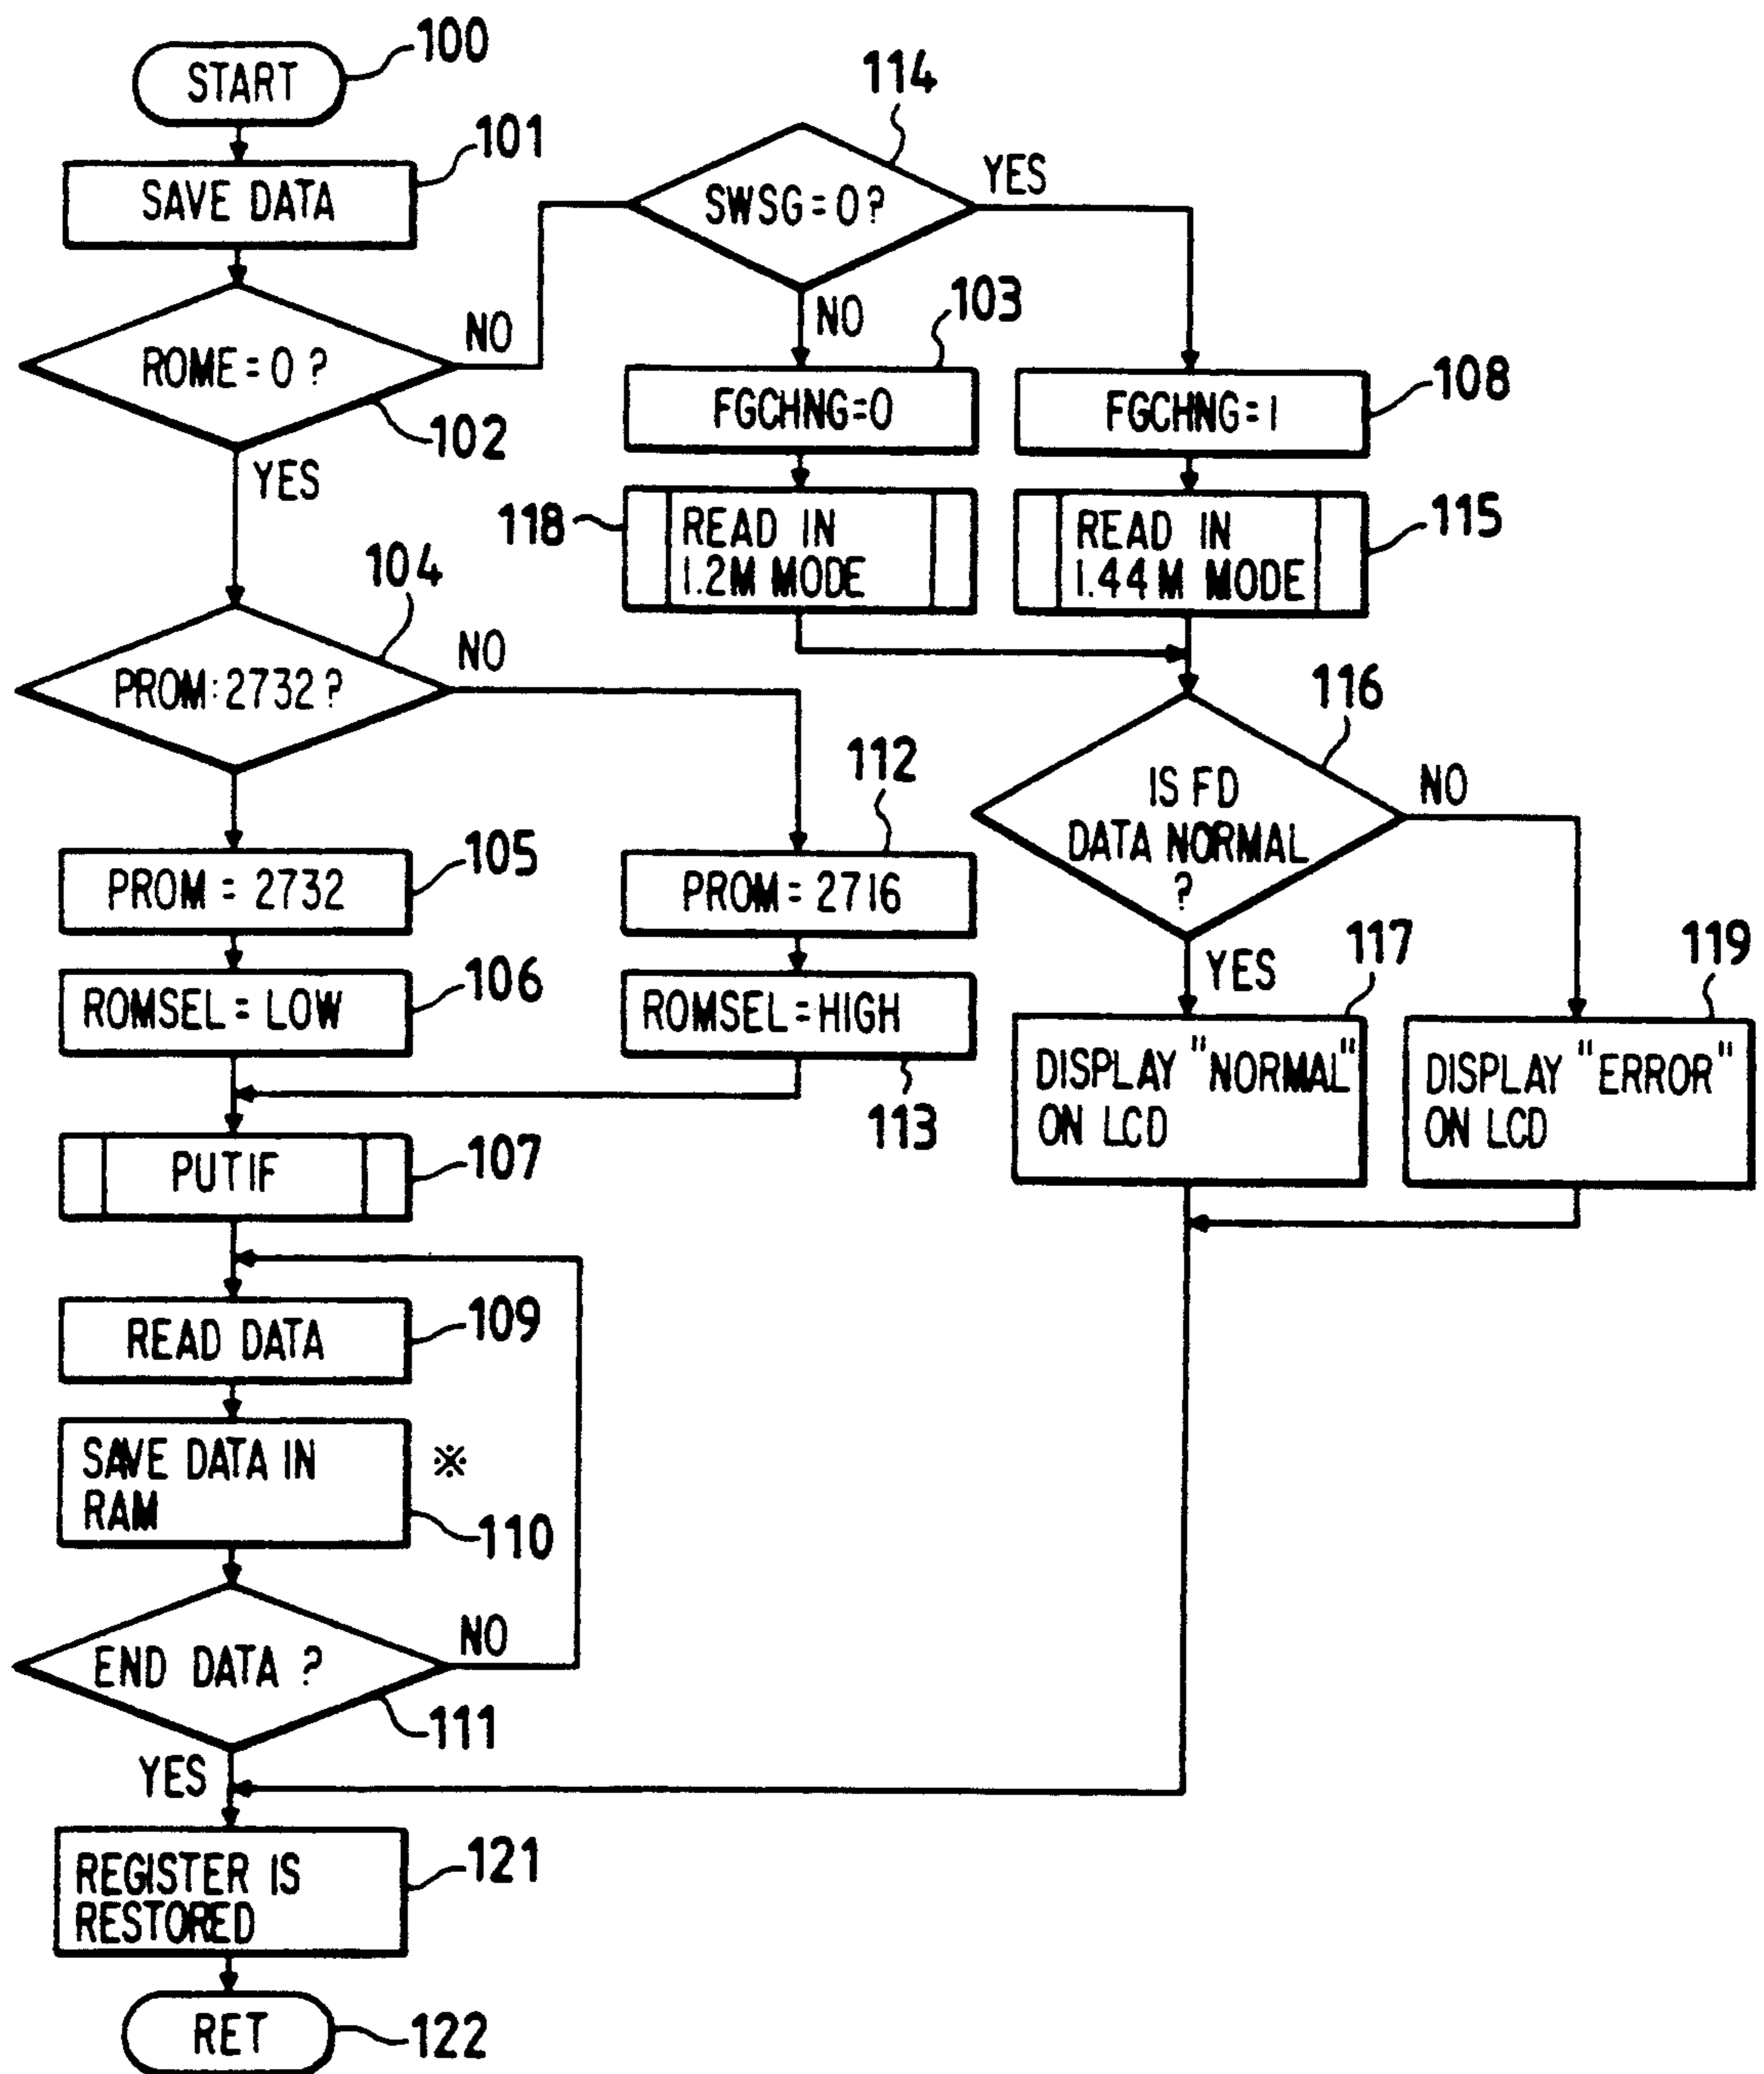 START
100
SAVE DATA
101
ROME = 0 ?
102
NO
YES
114
SWSG = 0 ?
YES
NO
103
FGCHNG=0
FGCHNG=1
108
118
READ IN
1.2M MODE
READ IN
1.44M MODE
115
104
PROM : 2732 ?
NO
116
IS FD
DATA NORMAL
?
NO
YES
105
PROM = 2732
112
PROM = 2716
106
ROMSEL = LOW
ROMSEL = HIGH
113
117
DISPLAY "NORMAL"
ON LCD
119
DISPLAY "ERROR"
ON LCD
PUTIF
107
READ DATA
109
SAVE DATA IN
RAM
※
110
END DATA ?
NO
111
YES
REGISTER IS
RESTORED
121
RET
122